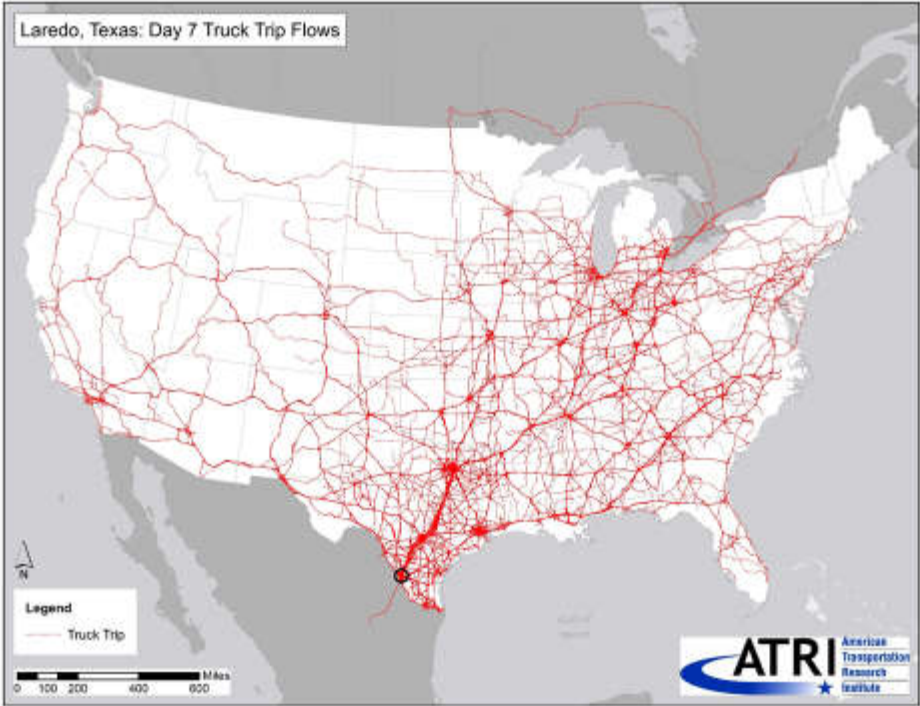 Laredo, Texas: Day 7 Truck Trip Flows
N
Legend
Truck Trip
Miles
0 100 200 400 600
ATRI
American
Transportation
Research
Institute